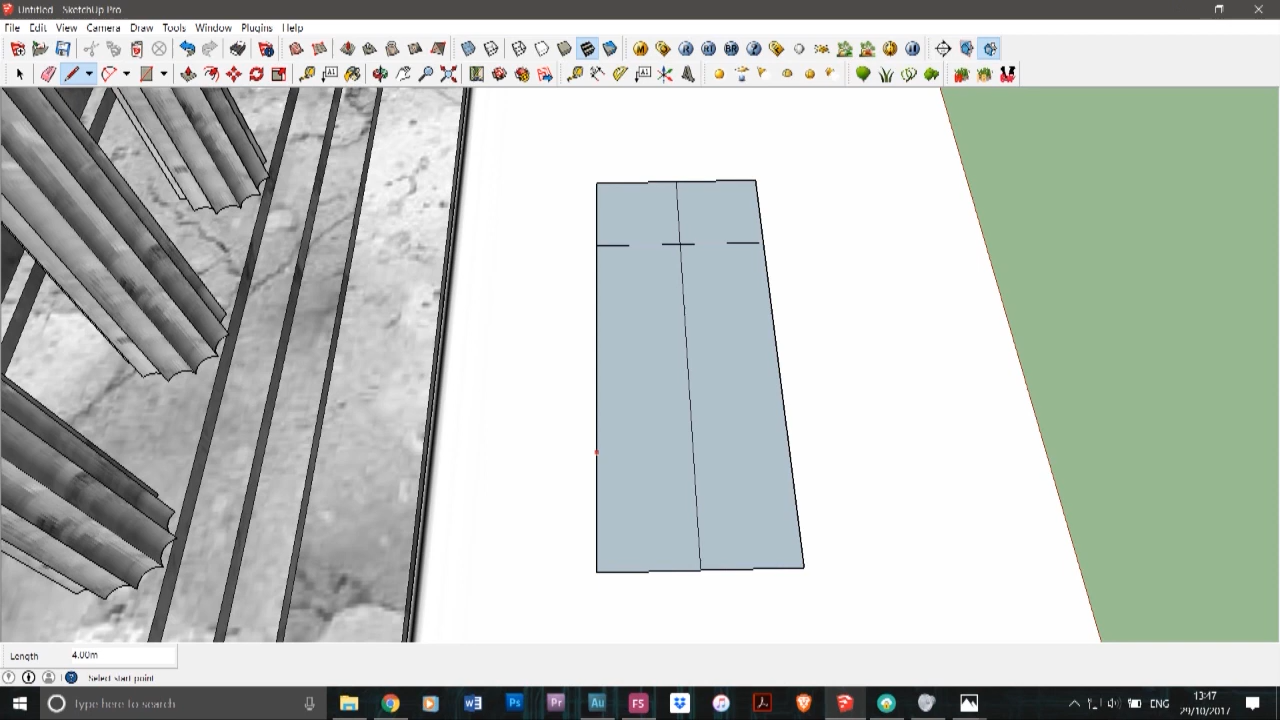 Untitled - SketchUp Pro
File Edit View Camera Draw Tools Window Plugins Help
Length 4.00m
Select start point
Type here to search
ENG
13:47
29/10/2017